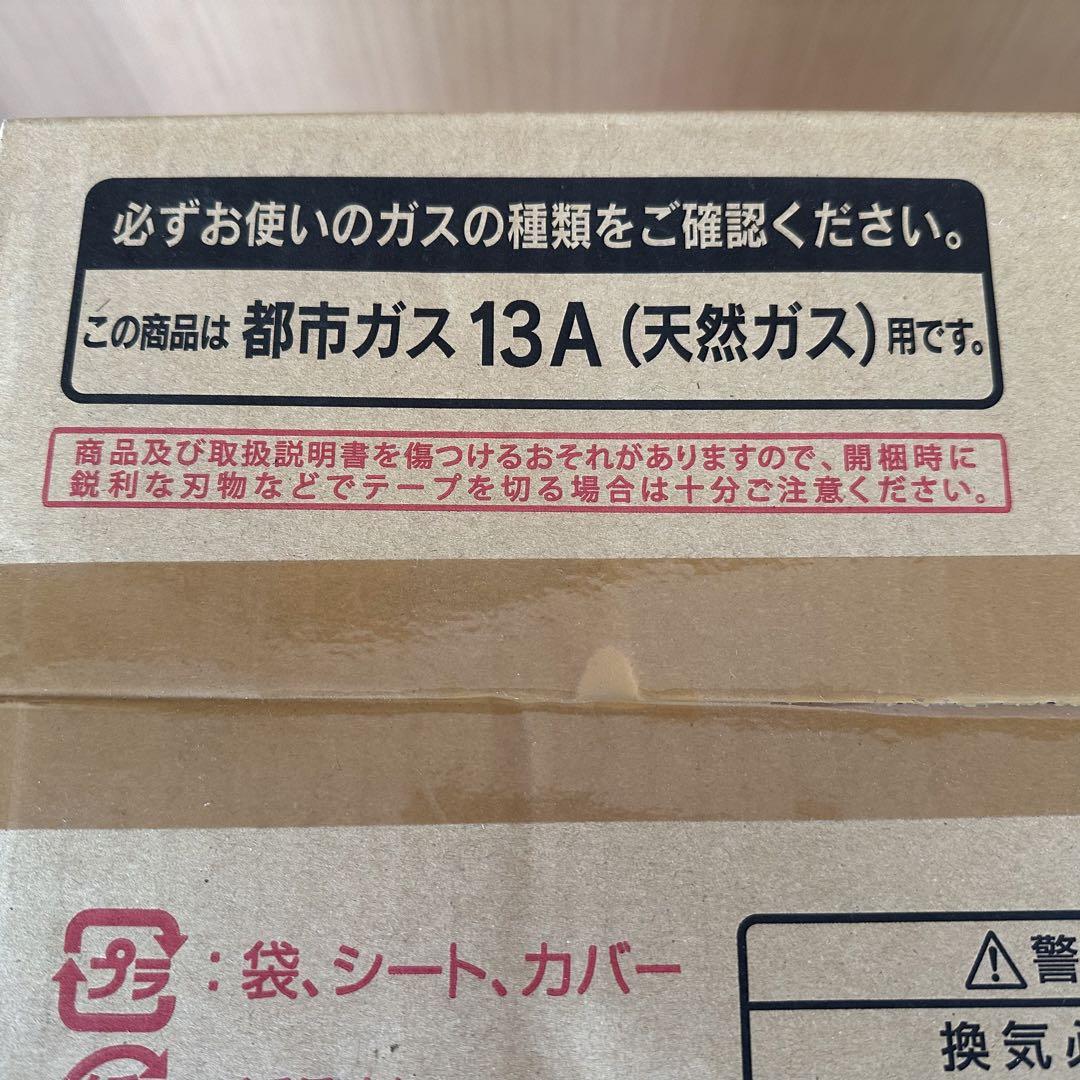 必ずお使いのガスの種類をご確認ください。
この商品は 都市ガス 13A (天然ガス) 用です。
商品及び取扱説明書を傷つけるおそれがありますので、開梱時に
鋭利な刃物などでテープを切る場合は十分ご注意ください。
プラ:袋、シート、カバー
⚠警
換気